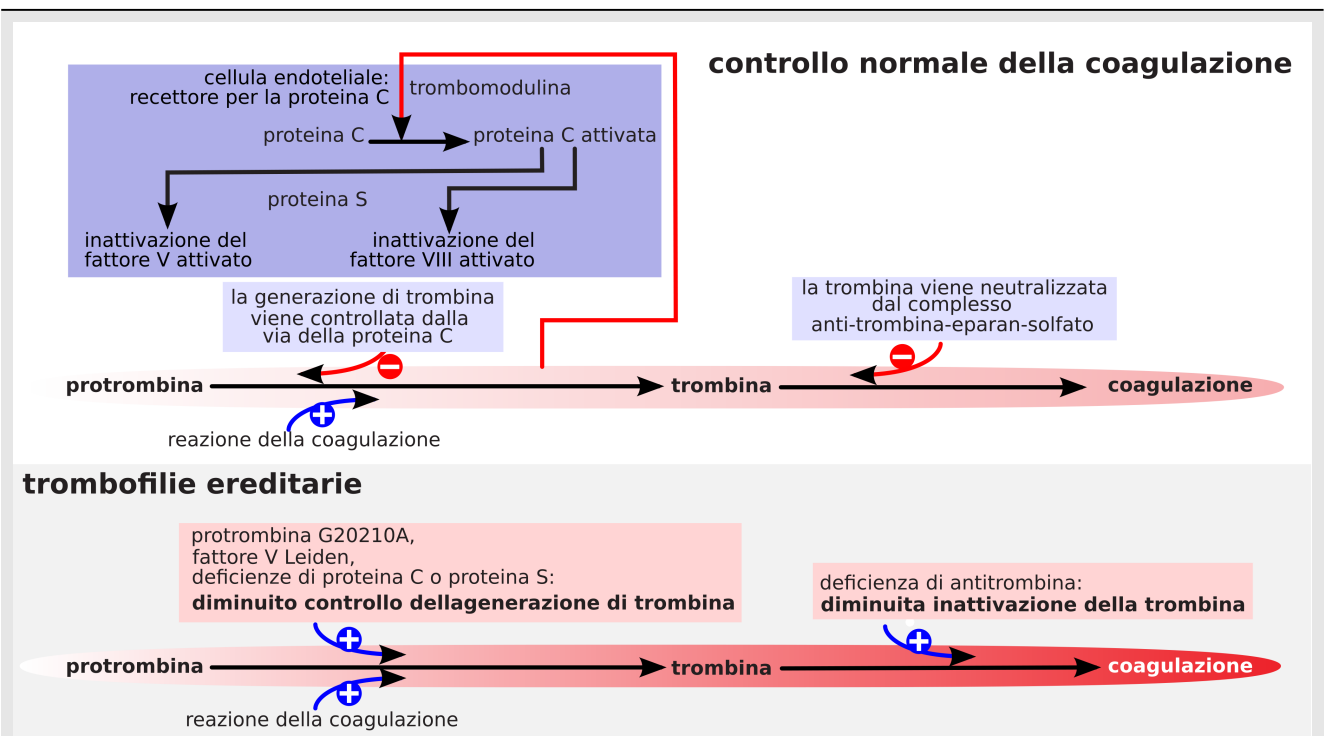 controllo normale della coagulazione
cellula endoteliale:
recettore per la proteina C
trombomodulina
proteina C
proteina C attivata
proteina S
inattivazione del
fattore V attivato
inattivazione del
fattore VIII attivato
la generazione di trombina
viene controllata dalla
via della proteina C
la trombina viene neutralizzata
dal complesso
anti-trombina-eparan-solfato
protrombina
trombina
coagulazione
reazione della coagulazione
trombofilie ereditarie
protrombina G20210A,
fattore V Leiden,
deficienze di proteina C o proteina S:
diminuito controllo dellagenerazione di trombina
deficienza di antitrombina:
diminuita inattivazione della trombina
protrombina
trombina
coagulazione
reazione della coagulazione